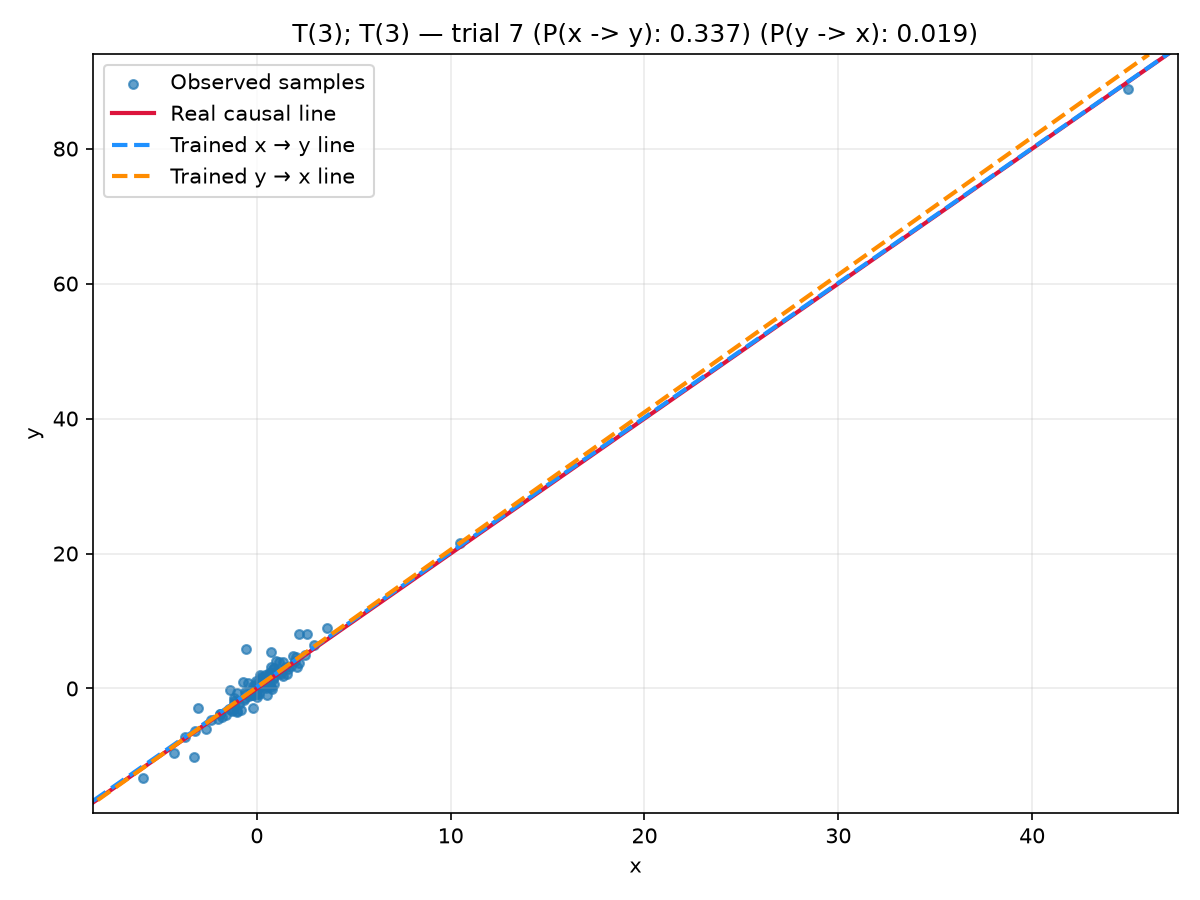 T(3); T(3) — trial 7 (P(x -> y): 0.337) (P(y -> x): 0.019)
Observed samples
Real causal line
Trained x → y line
Trained y → x line
80
60
40
20
0
y
0
10
20
30
40
x